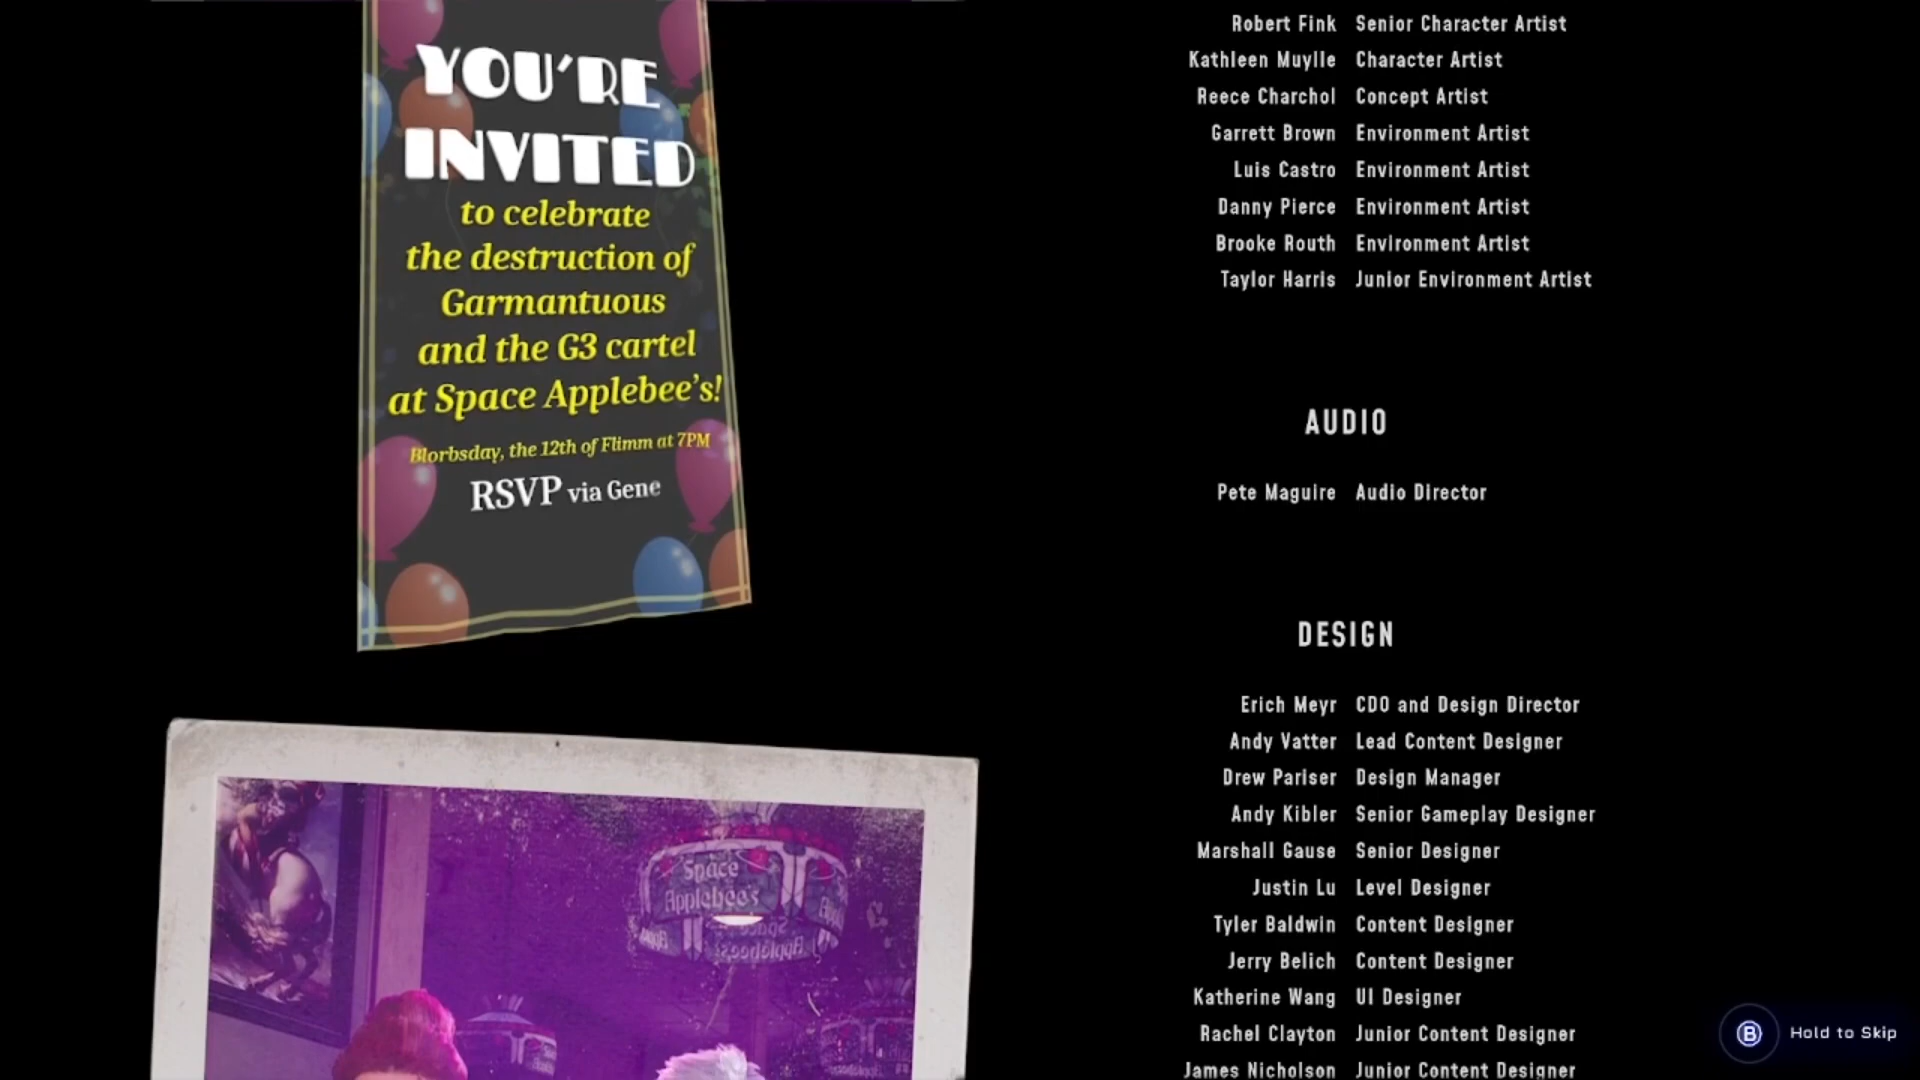 YOU'RE
INVITED
to celebrate
the destruction of
Garmantuous
and the G3 cartel
at Space Applebee's!
Blorbsday, the 12th of Flimm at 7PM
RSVP via Gene
Space
Applebee's
Robert Fink Senior Character Artist
Kathleen Muylle Character Artist
Reece Charchol Concept Artist
Garrett Brown Environment Artist
Luis Castro Environment Artist
Danny Pierce Environment Artist
Brooke Routh Environment Artist
Taylor Harris Junior Environment Artist
AUDIO
Pete Maguire Audio Director
DESIGN
Erich Meyr CDO and Design Director
Andy Vatter Lead Content Designer
Drew Pariser Design Manager
Andy Kibler Senior Gameplay Designer
Marshall Gause Senior Designer
Justin Lu Level Designer
Tyler Baldwin Content Designer
Jerry Belich Content Designer
Katherine Wang UI Designer
Rachel Clayton Junior Content Designer
James Nicholson Junior Content Designer
B Hold to Skip